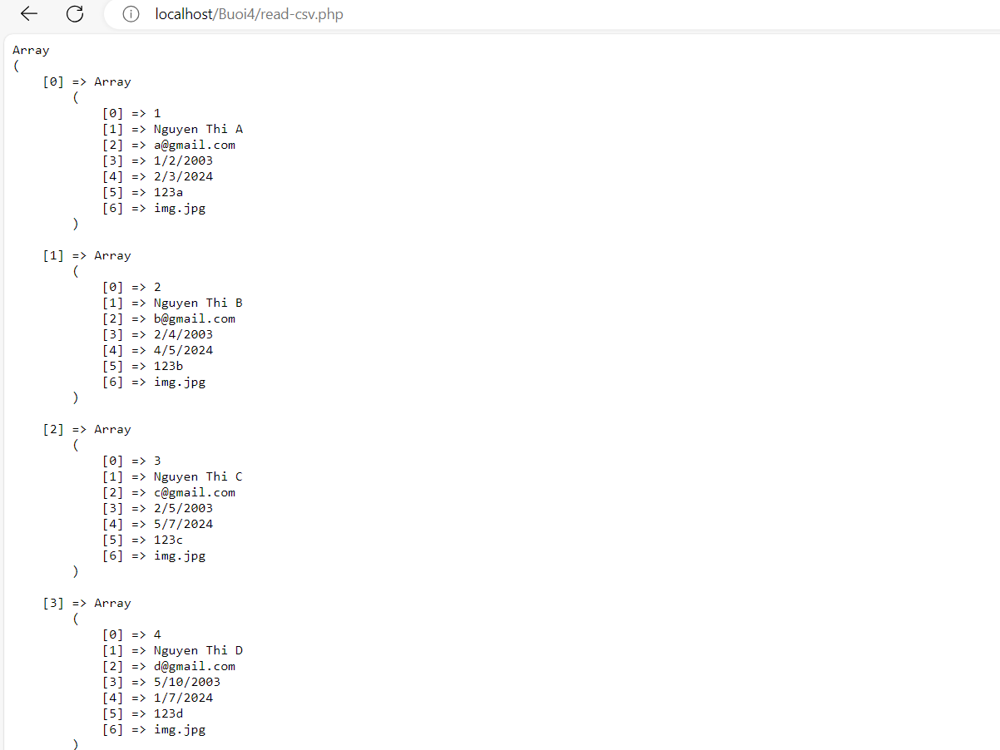 localhost/Buoi4/read-csv.php
Array
(
    [0] => Array
        (
            [0] => 1
            [1] => Nguyen Thi A
            [2] => a@gmail.com
            [3] => 1/2/2003
            [4] => 2/3/2024
            [5] => 123a
            [6] => img.jpg
        )

    [1] => Array
        (
            [0] => 2
            [1] => Nguyen Thi B
            [2] => b@gmail.com
            [3] => 2/4/2003
            [4] => 4/5/2024
            [5] => 123b
            [6] => img.jpg
        )

    [2] => Array
        (
            [0] => 3
            [1] => Nguyen Thi C
            [2] => c@gmail.com
            [3] => 2/5/2003
            [4] => 5/7/2024
            [5] => 123c
            [6] => img.jpg
        )

    [3] => Array
        (
            [0] => 4
            [1] => Nguyen Thi D
            [2] => d@gmail.com
            [3] => 5/10/2003
            [4] => 1/7/2024
            [5] => 123d
            [6] => img.jpg
        )